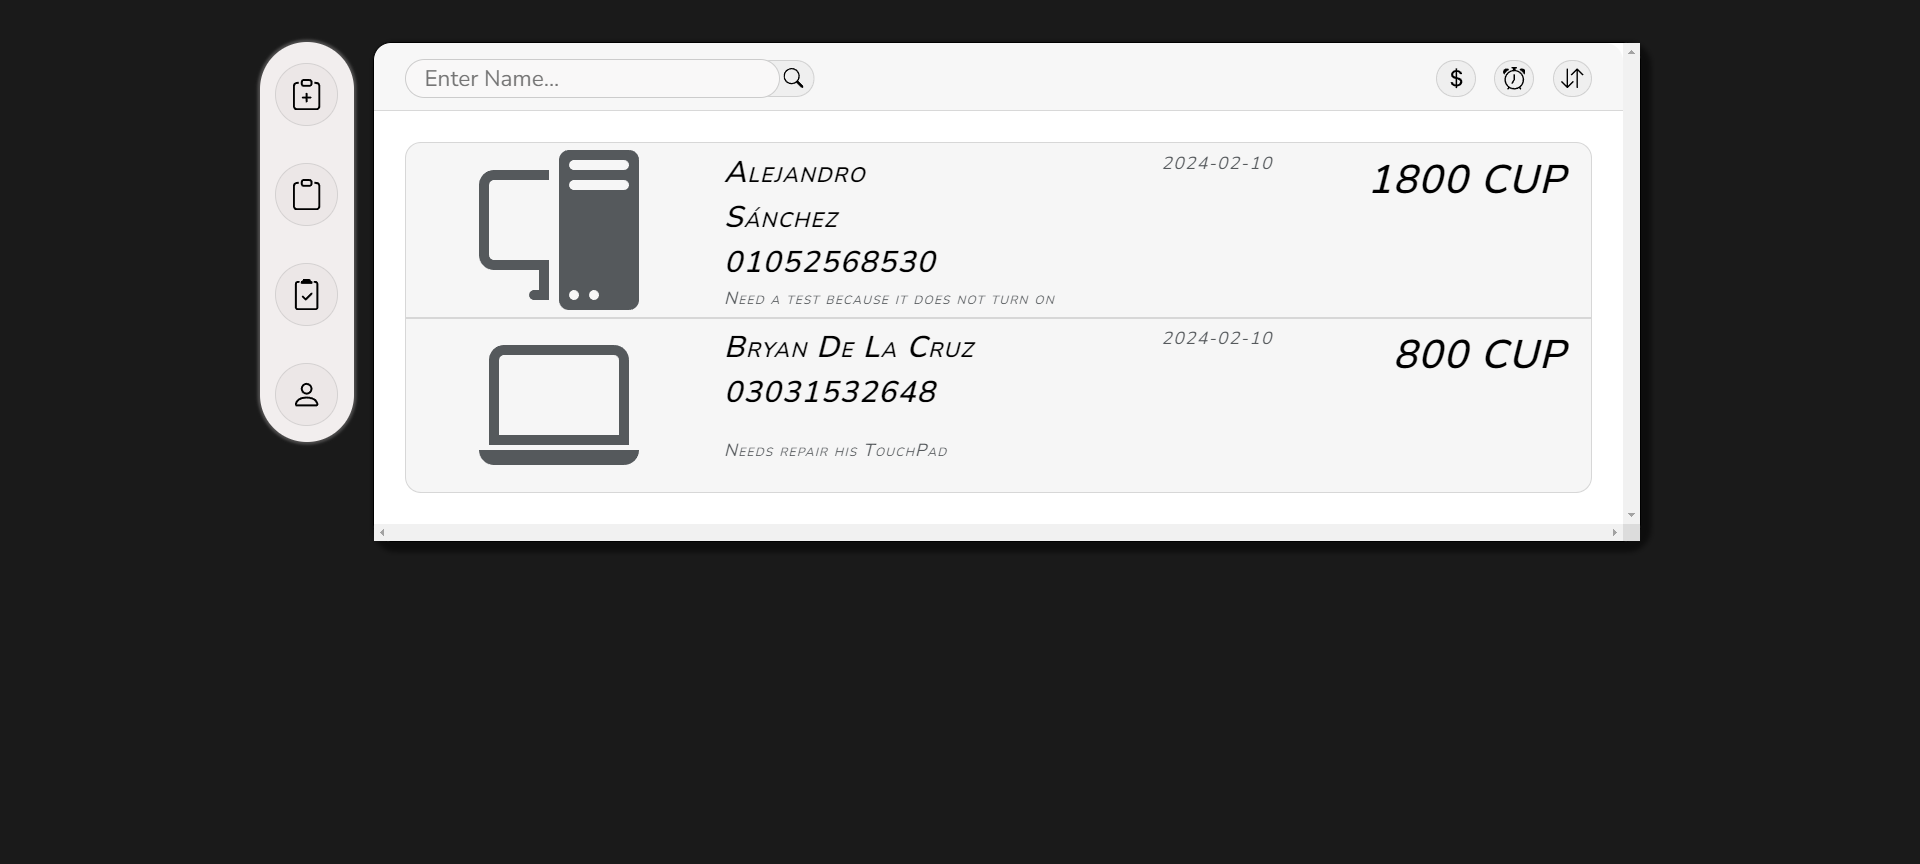 Enter Name...
$
Alejandro
Sánchez
01052568530
Need a test because it does not turn on
2024-02-10
1800 CUP
Bryan De La Cruz
03031532648
Needs repair his TouchPad
2024-02-10
800 CUP